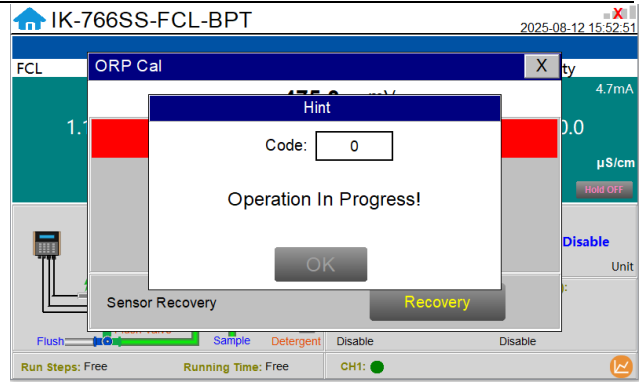 IK-766SS-FCL-BPT
X
2025-08-12 15:52:51
FCL
ORP Cal
X
ty
4.7mA
Hint
1.
0.0
Code: 0
µS/cm
Operation In Progress!
Hold OFF
Disable
OK
Unit
Sensor Recovery
Recovery
Flush
Sample
Detergent
Disable
Disable
Run Steps: Free
Running Time: Free
CH1: